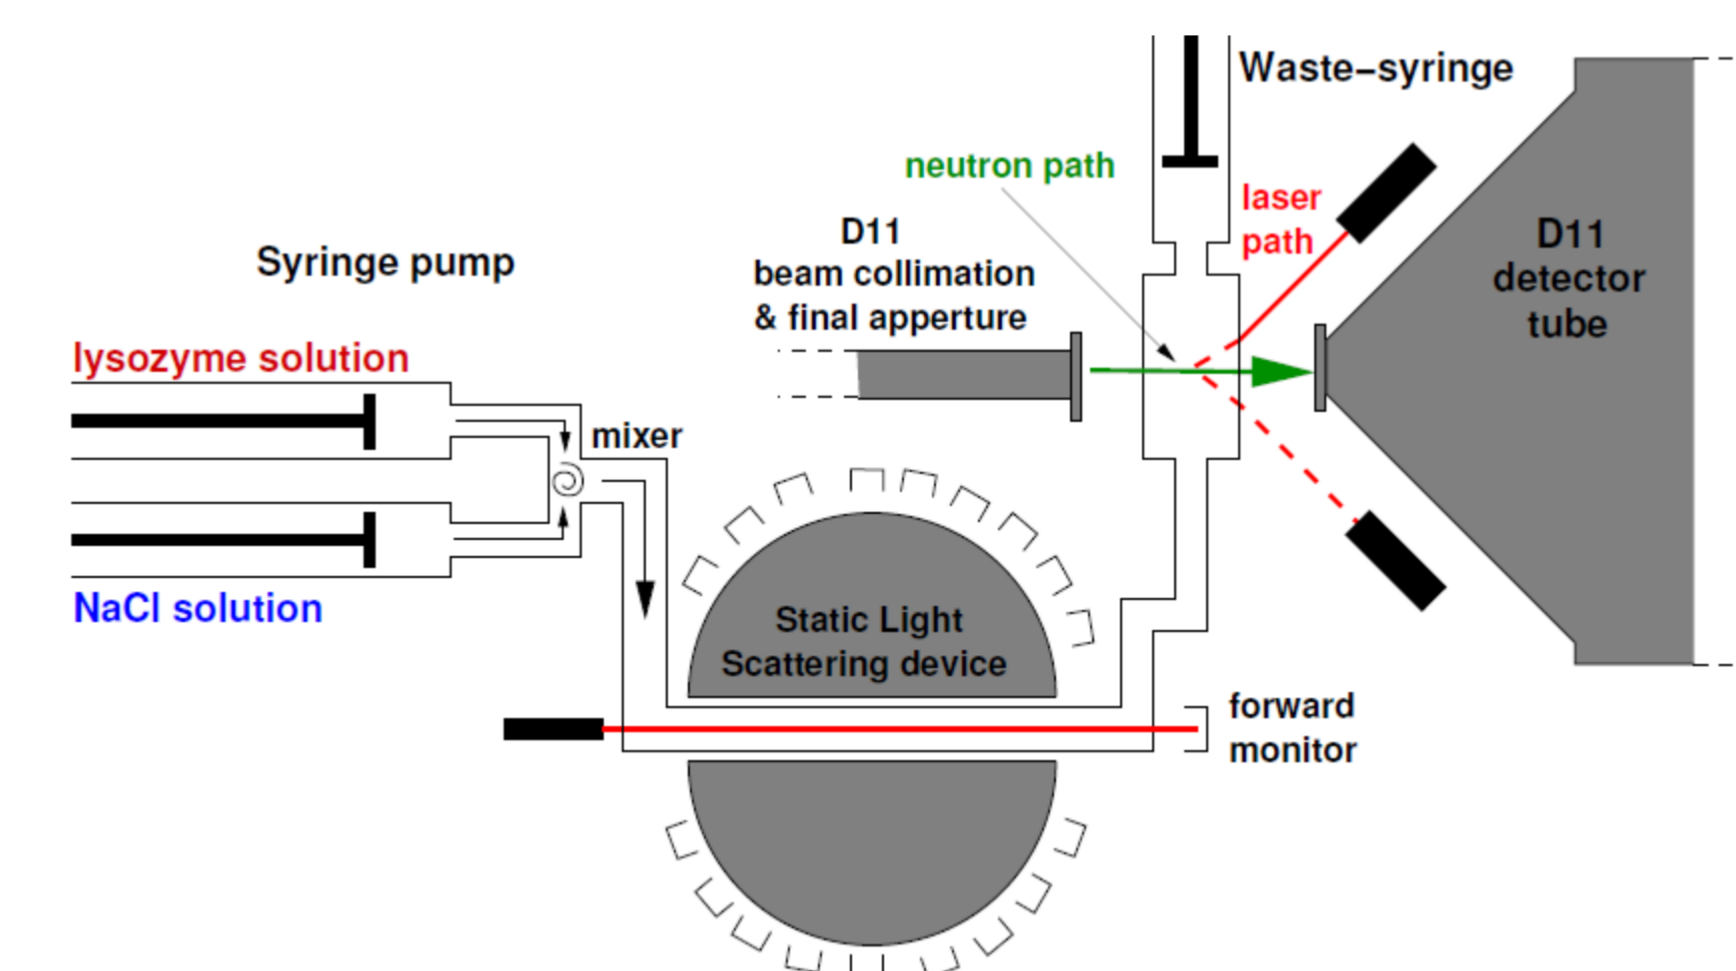 Waste–syringe
neutron path
laser
path
D11
beam collimation
& final apperture
D11
detector
tube
Syringe pump
lysozyme solution
mixer
NaCl solution
Static Light
Scattering device
forward
monitor